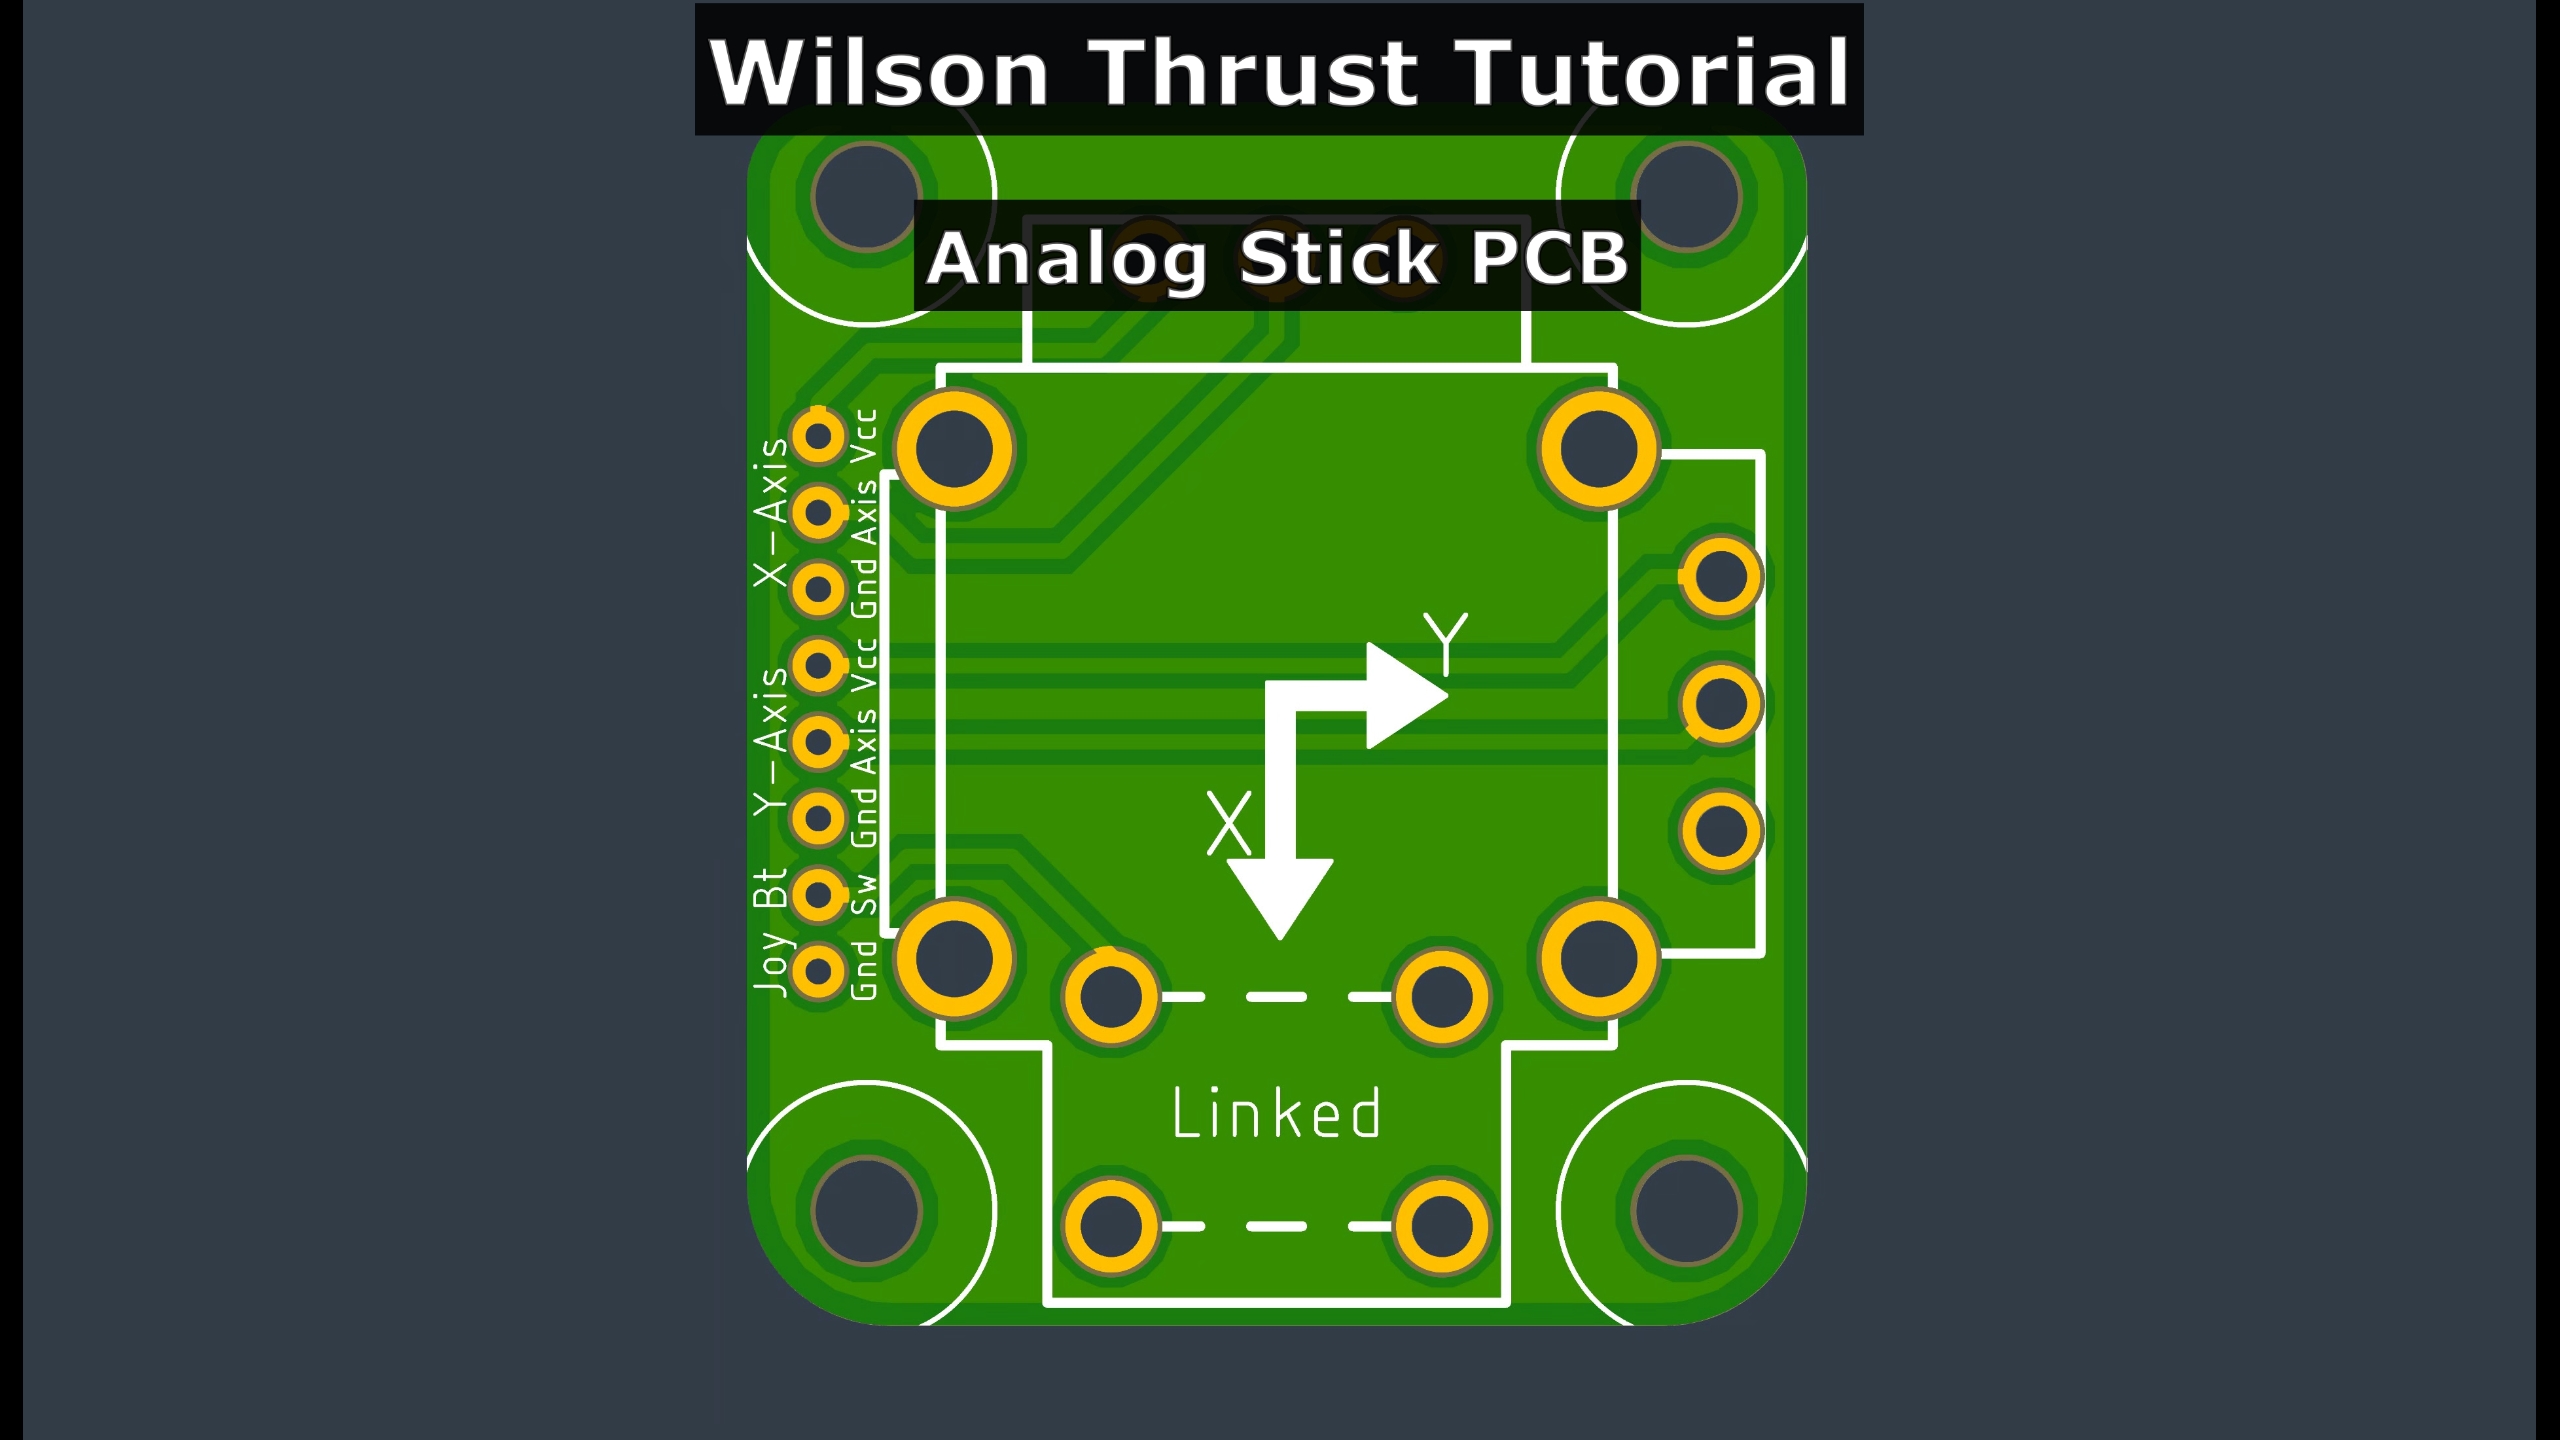 Wilson Thrust Tutorial
Analog Stick PCB
X-Axis
Vcc
Axis
Gnd
Y-Axis
Vcc
Axis
Gnd
Joy Bt
Sw
Gnd
Y
X
Linked